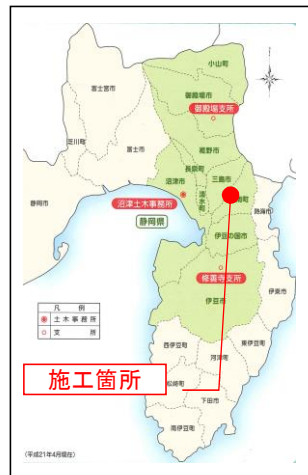 小山町
富士宮市
御殿場市
御殿場支所
裾野市
芝川町
富士市
長泉町
沼津市
三島市
清水町
静岡市
沼津土木事務所
函南町
熱海市
静岡県
伊豆の国市
修善寺支所
伊東市
伊豆市
凡例
土木事務所
支所
西伊豆町
東伊豆町
河津町
施工箇所
松崎町
下田市
南伊豆町
(平成21年4月現在)